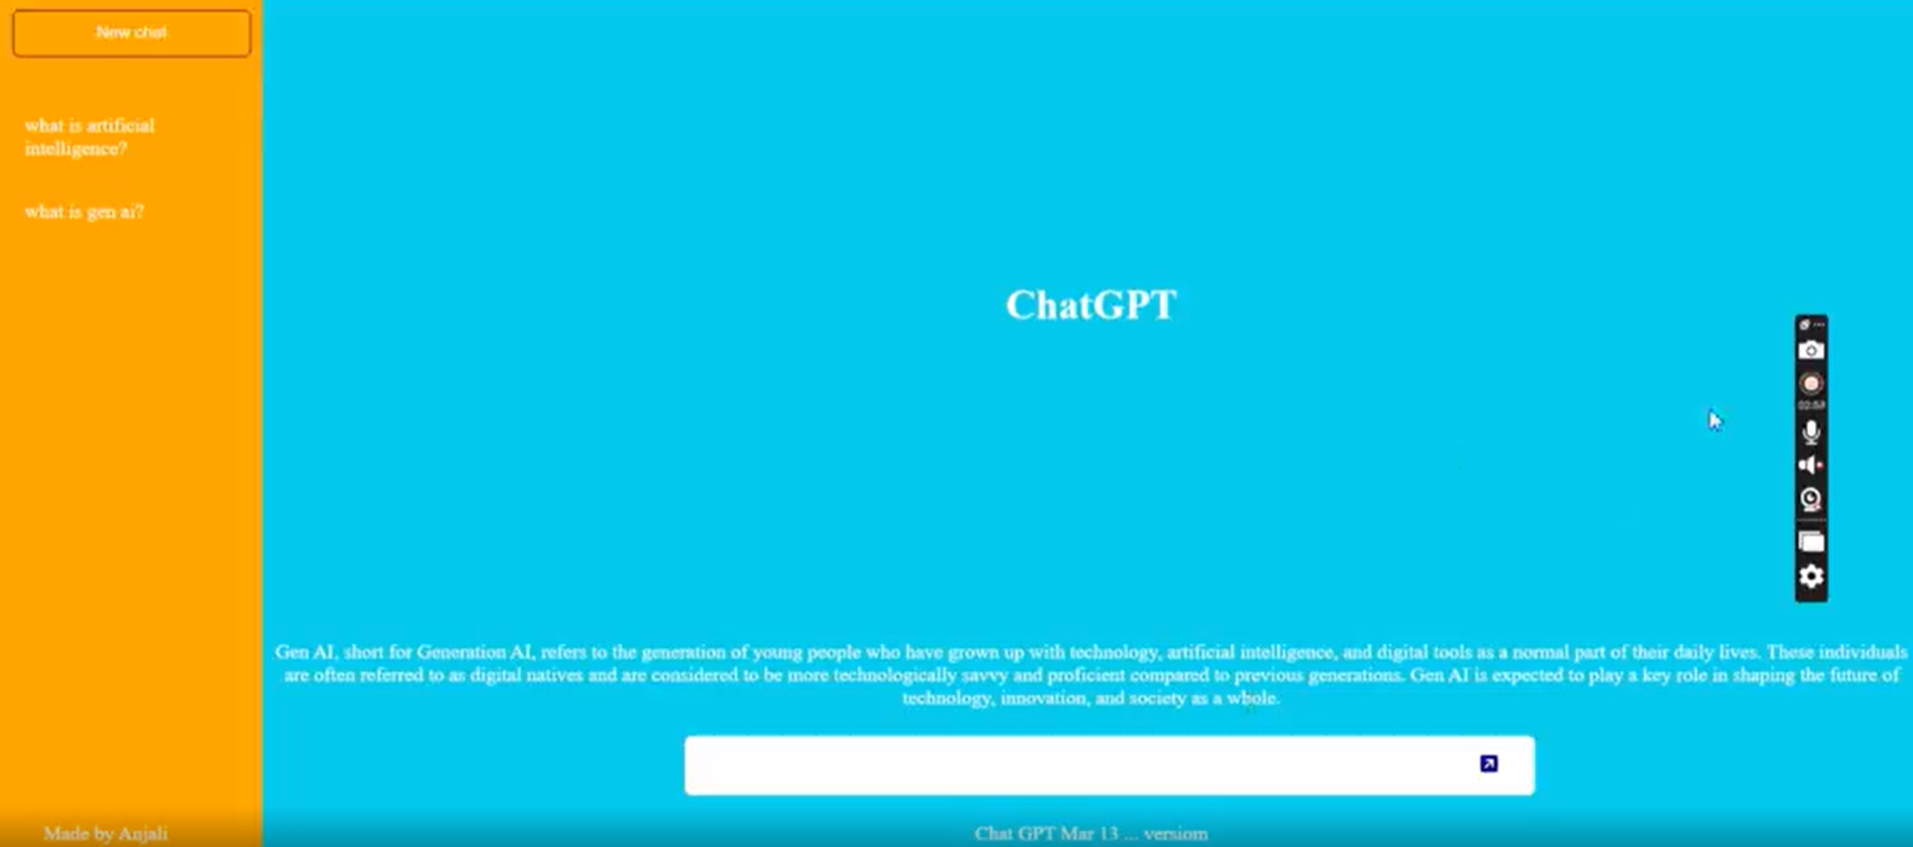 New chat
what is artificial
intelligence?
what is gen ai?
ChatGPT
Gen AI, short for Generation AI, refers to the generation of young people who have grown up with technology, artificial intelligence, and digital tools as a normal part of their daily lives. These individuals
are often referred to as digital natives and are considered to be more technologically savvy and proficient compared to previous generations. Gen AI is expected to play a key role in shaping the future of
technology, innovation, and society as a whole.
Made by Anjali
Chat GPT Mar 13 ... versiom